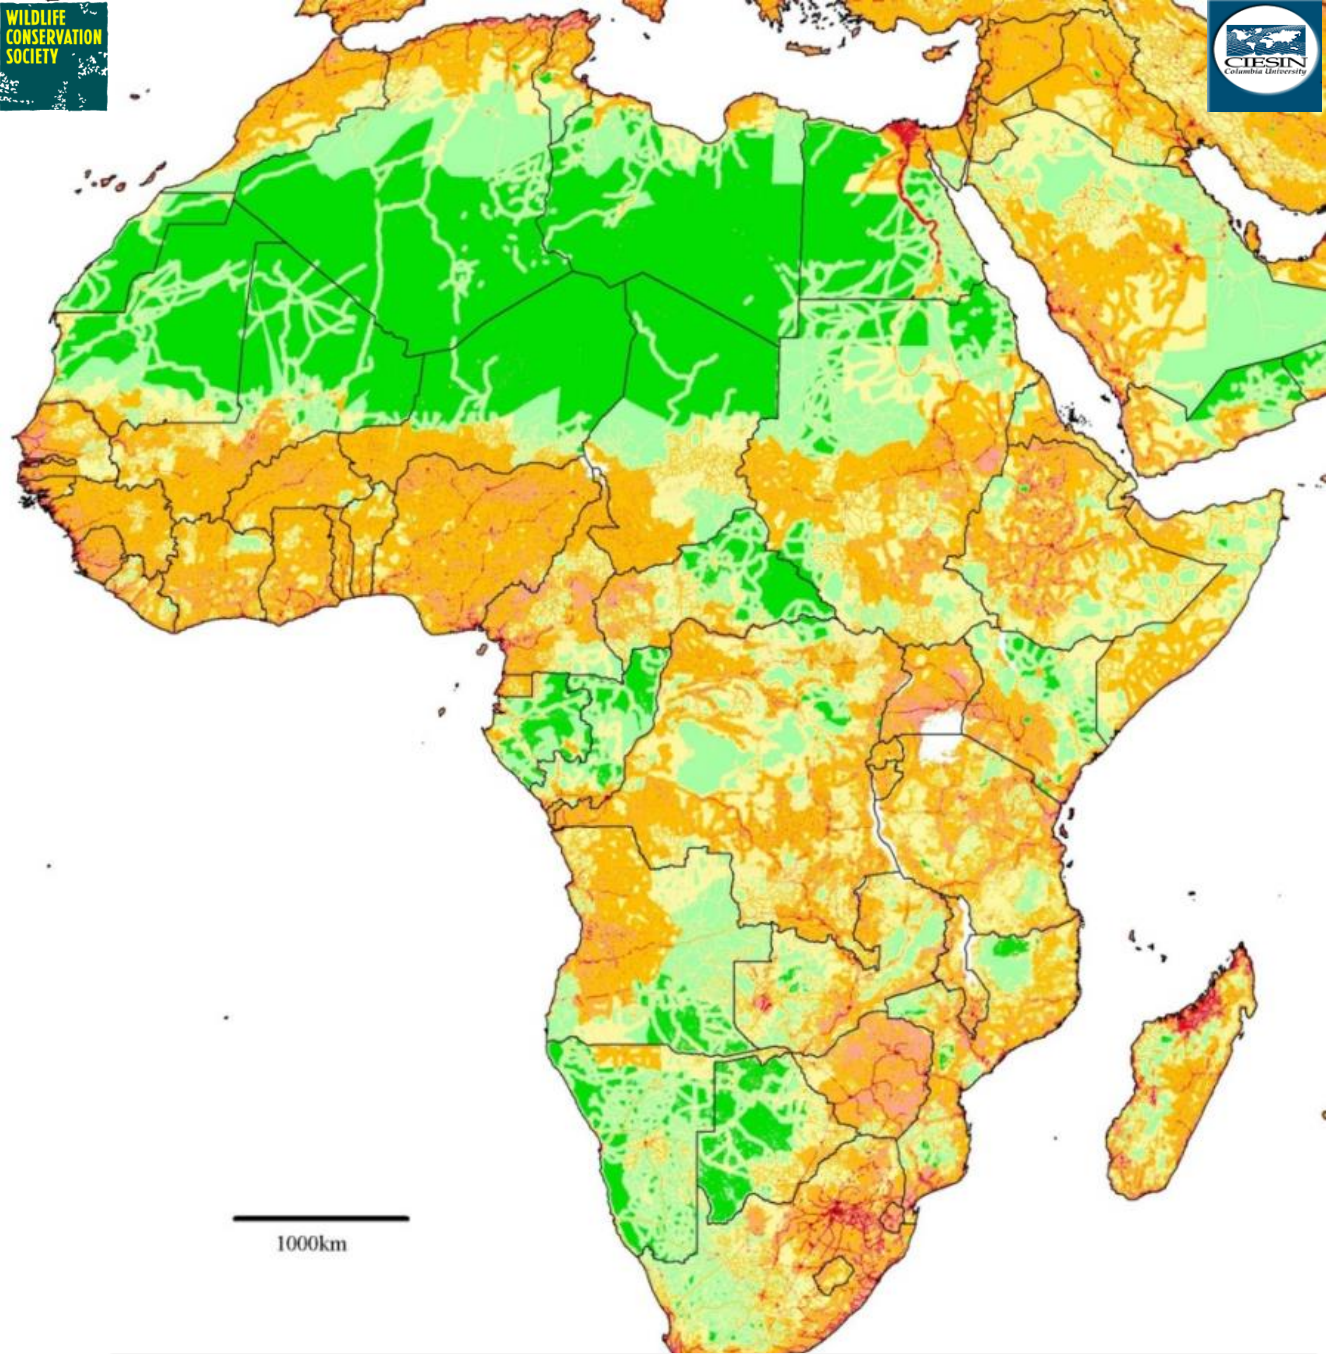 WILDLIFE
CONSERVATION
SOCIETY
CIESIN
Columbia University
1000km